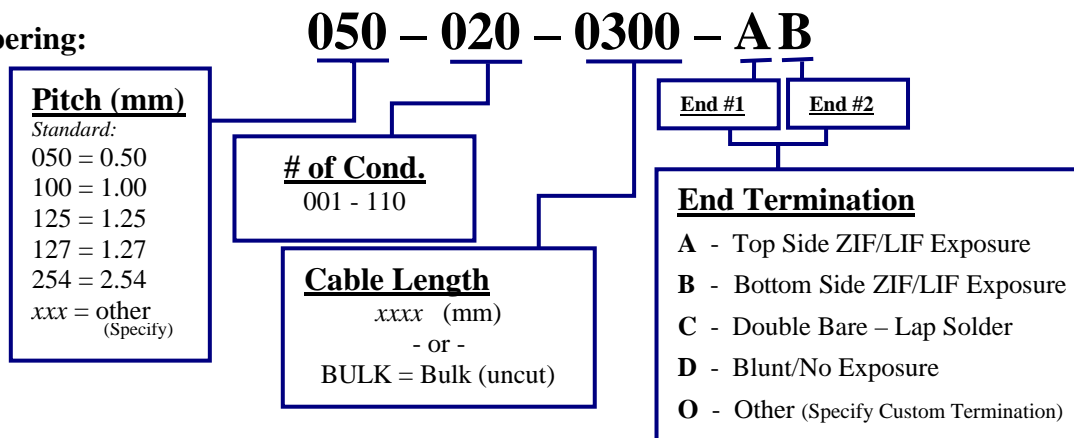 050 – 020 – 0300 – A B
Pitch (mm)
Standard:
050 = 0.50
100 = 1.00
125 = 1.25
127 = 1.27
254 = 2.54
xxx = other
(Specify)
# of Cond.
001 - 110
Cable Length
xxxx (mm)
- or -
BULK = Bulk (uncut)
End #1
End #2
End Termination
A - Top Side ZIF/LIF Exposure
B - Bottom Side ZIF/LIF Exposure
C - Double Bare – Lap Solder
D - Blunt/No Exposure
O - Other (Specify Custom Termination)